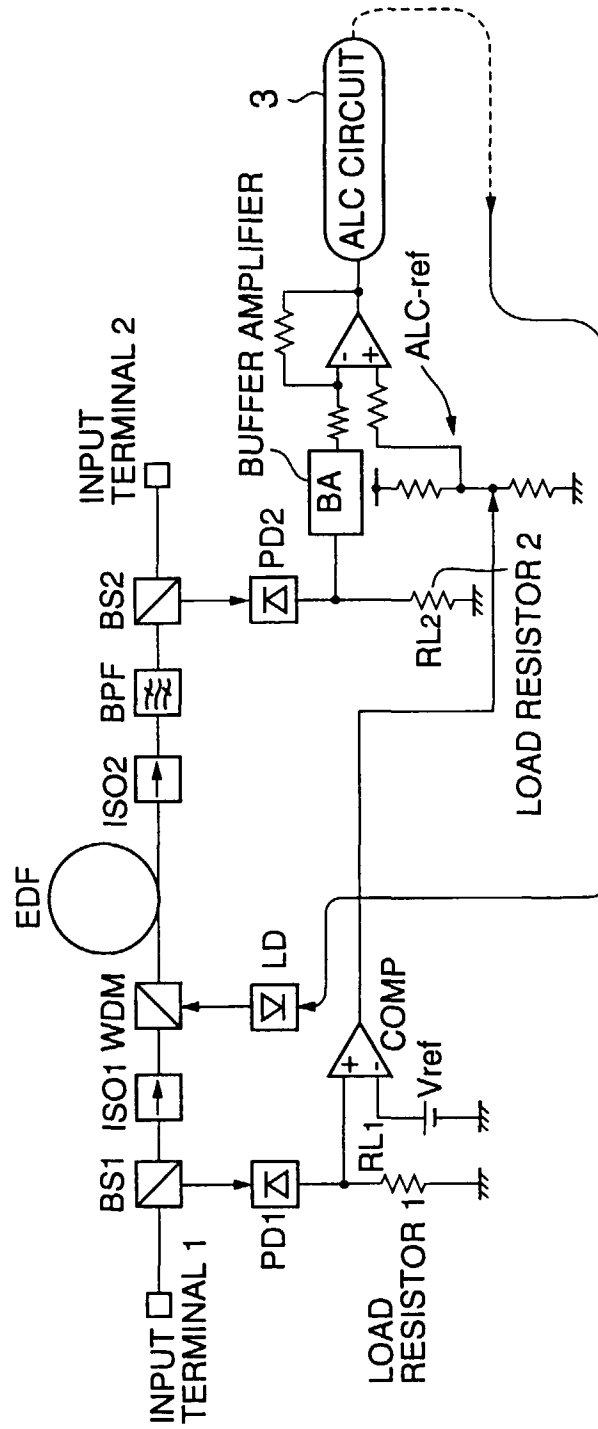 EDF
INPUT
TERMINAL 1
BS1
ISO1
WDM
ISO2
BPF
BS2
INPUT
TERMINAL 2
PD1
LD
PD2
BUFFER AMPLIFIER
BA
-
+
ALC CIRCUIT
3
ALC-ref
LOAD
RESISTOR 1
RL1
+
-
COMP
Vref
RL2
LOAD RESISTOR 2